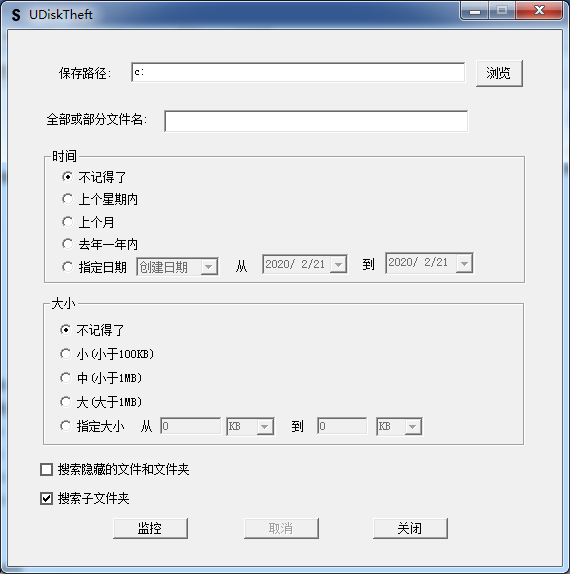 S UDiskTheft
保存路径: c: 浏览
全部或部分文件名:
时间
不记得了
上个星期内
上个月
去年一年内
指定日期 创建日期 从 2020/ 2/21 到 2020/ 2/21
大小
不记得了
小(小于100KB)
中(小于1MB)
大(大于1MB)
指定大小 从 0 KB 到 0 KB
搜索隐藏的文件和文件夹
搜索子文件夹
监控 取消 关闭